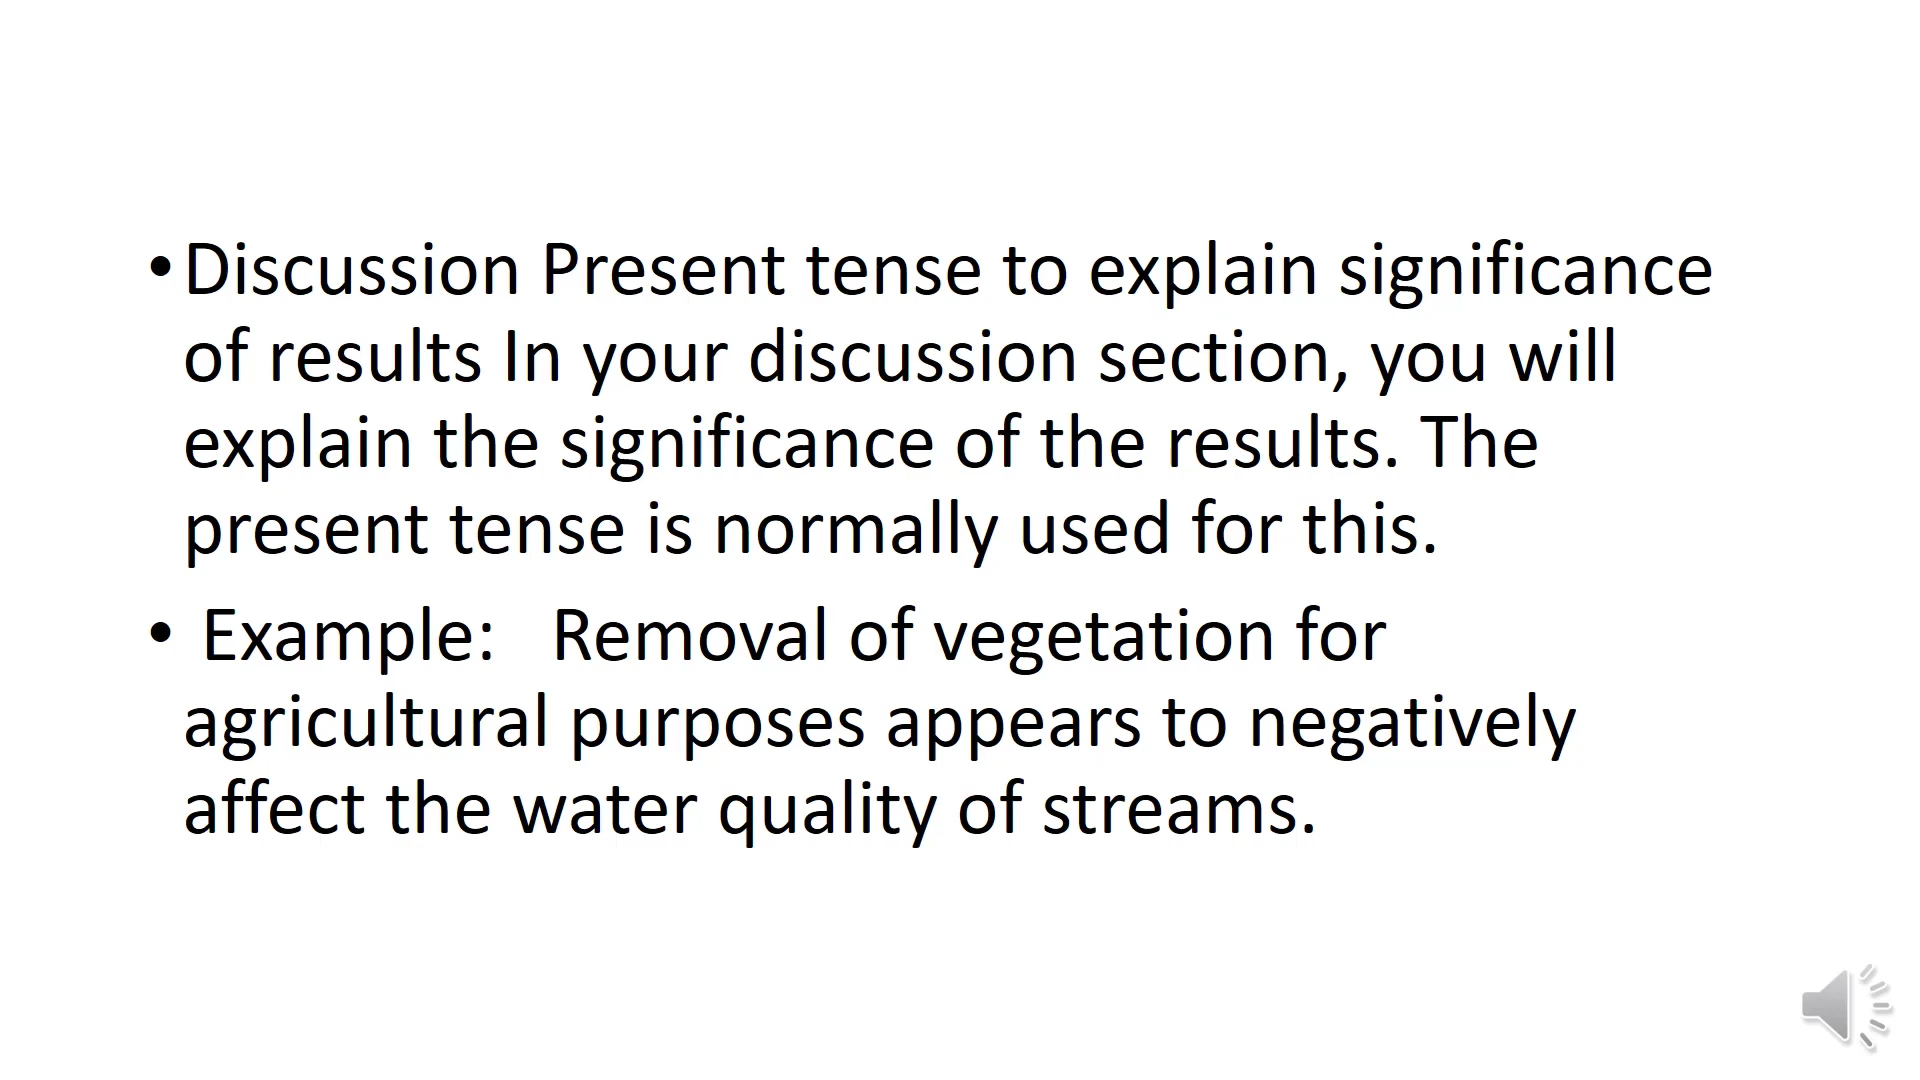 • Discussion Present tense to explain significance
of results In your discussion section, you will
explain the significance of the results. The
present tense is normally used for this.
• Example:   Removal of vegetation for
agricultural purposes appears to negatively
affect the water quality of streams.